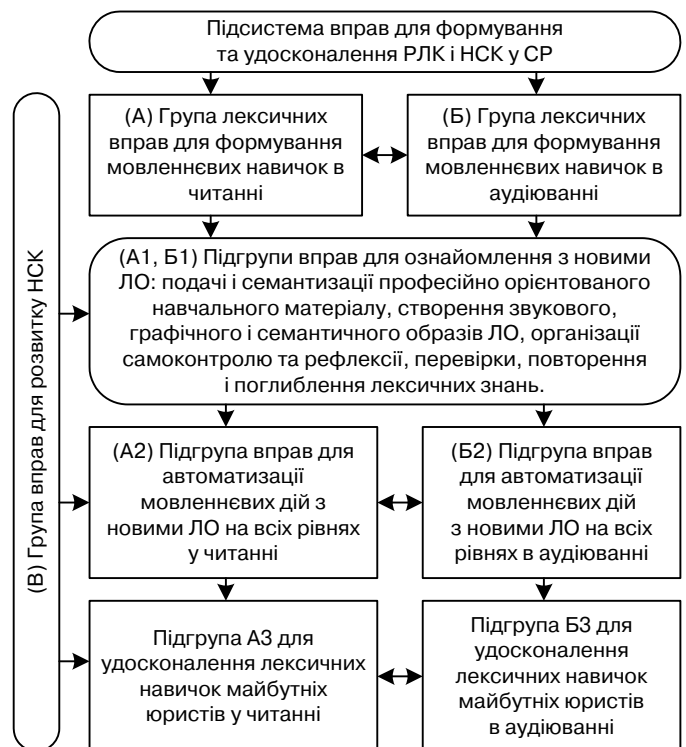 Підсистема вправ для формування
та удосконалення РЛК і НСК у СР
(А) Група лексичних
вправ для формування
мовленнєвих навичок в
читанні
(Б) Група лексичних
вправ для формування
мовленнєвих навичок в
аудіюванні
(В) Група вправ для розвитку НСК
(А1, Б1) Підгрупи вправ для ознайомлення з новими
ЛО: подачі і семантизації професійно орієнтованого
навчального матеріалу, створення звукового,
графічного і семантичного образів ЛО, організації
самоконтролю та рефлексії, перевірки, повторення
і поглиблення лексичних знань.
(А2) Підгрупа вправ для
автоматизації
мовленнєвих дій з
новими ЛО на всіх рівнях
у читанні
(Б2) Підгрупа вправ
для автоматизації
мовленнєвих дій
з новими ЛО на всіх
рівнях в аудіюванні
Підгрупа А3 для
удосконалення лексичних
навичок майбутніх
юристів у читанні
Підгрупа Б3 для
удосконалення
лексичних навичок
майбутніх юристів
в аудіюванні